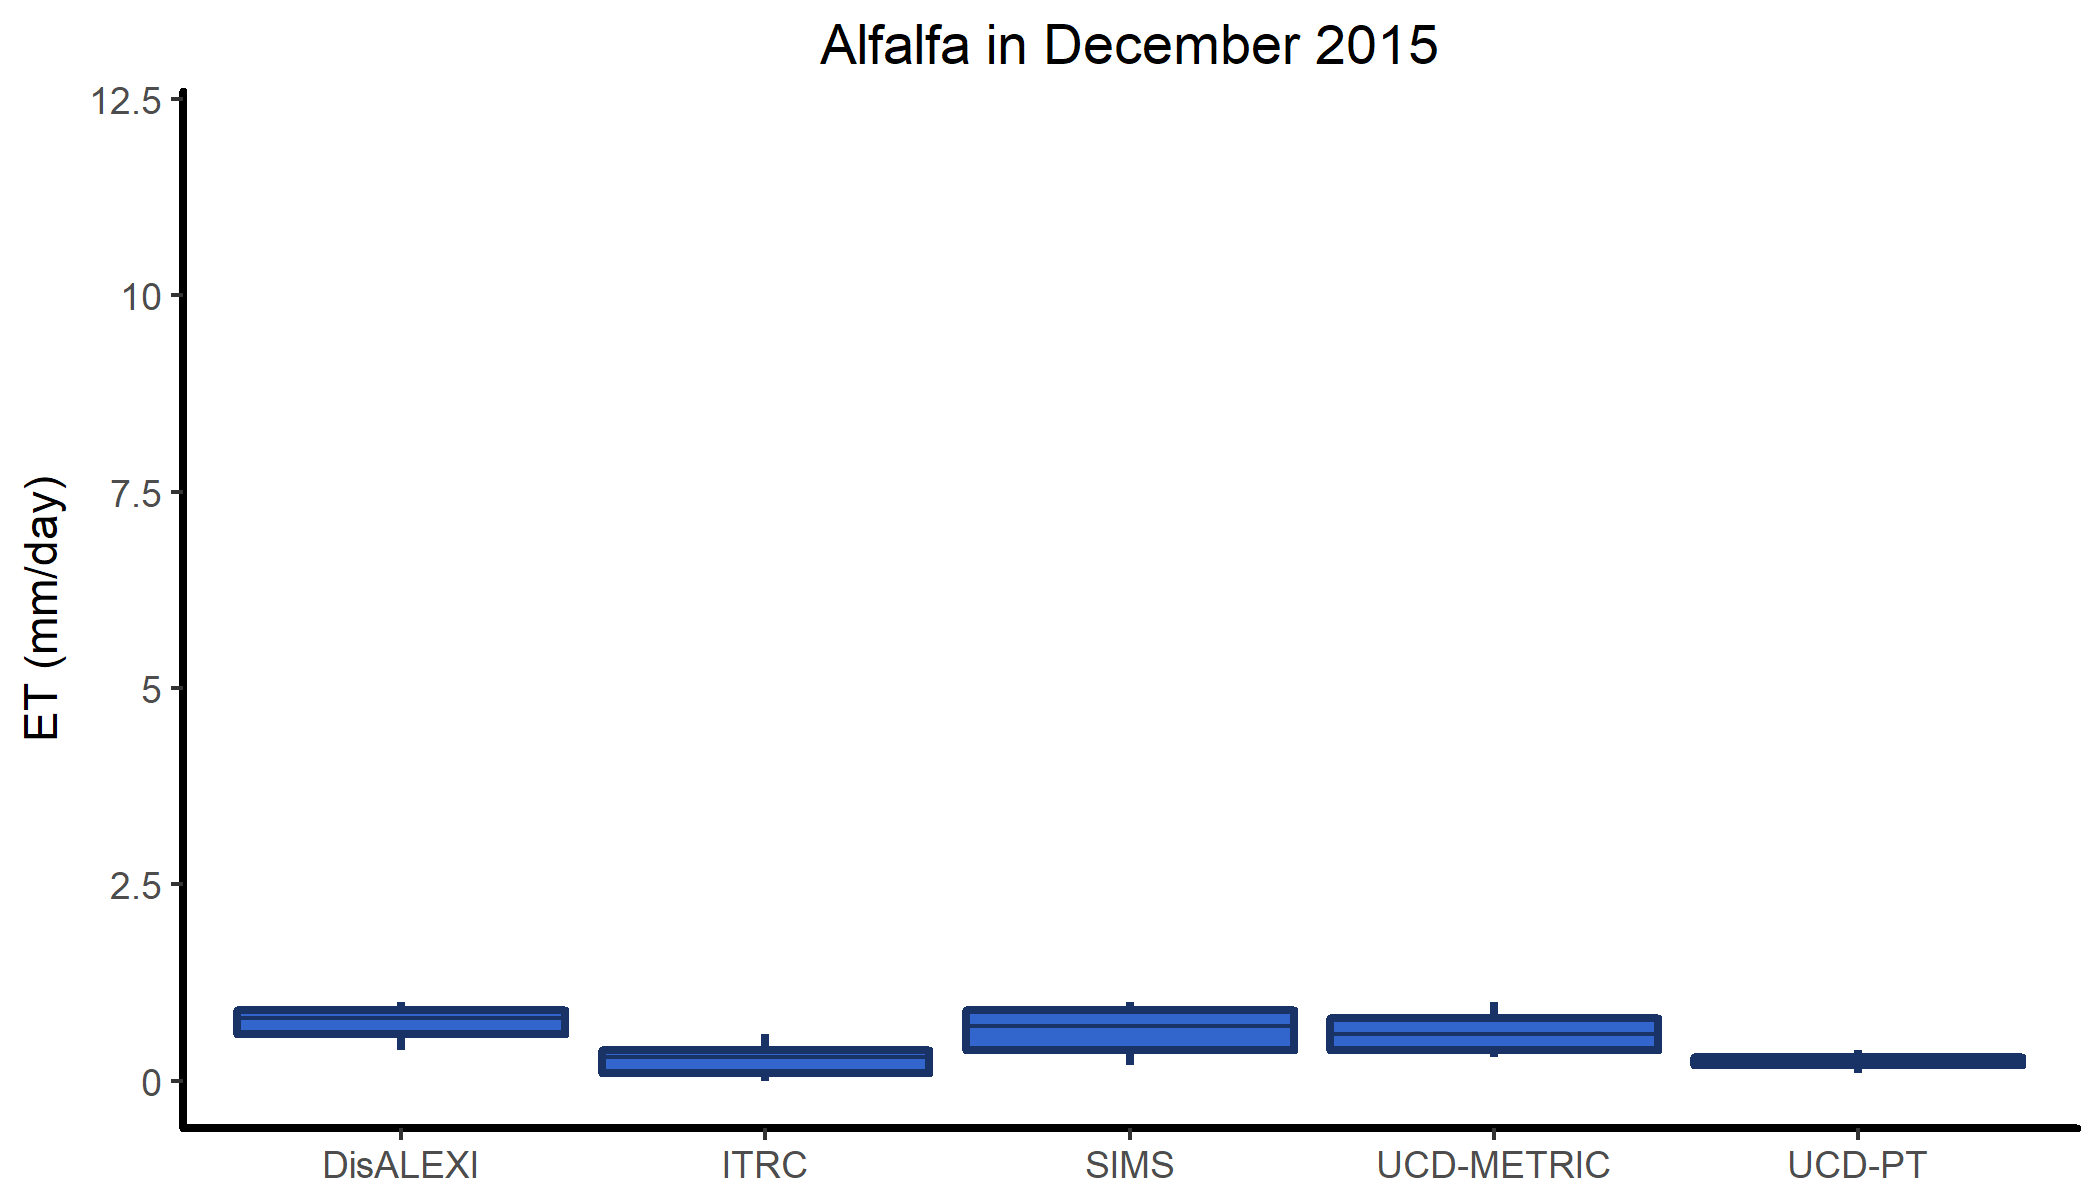 Alfalfa in December 2015
12.5
10
7.5
5
2.5
0
ET (mm/day)
DisALEXI
ITRC
SIMS
UCD-METRIC
UCD-PT